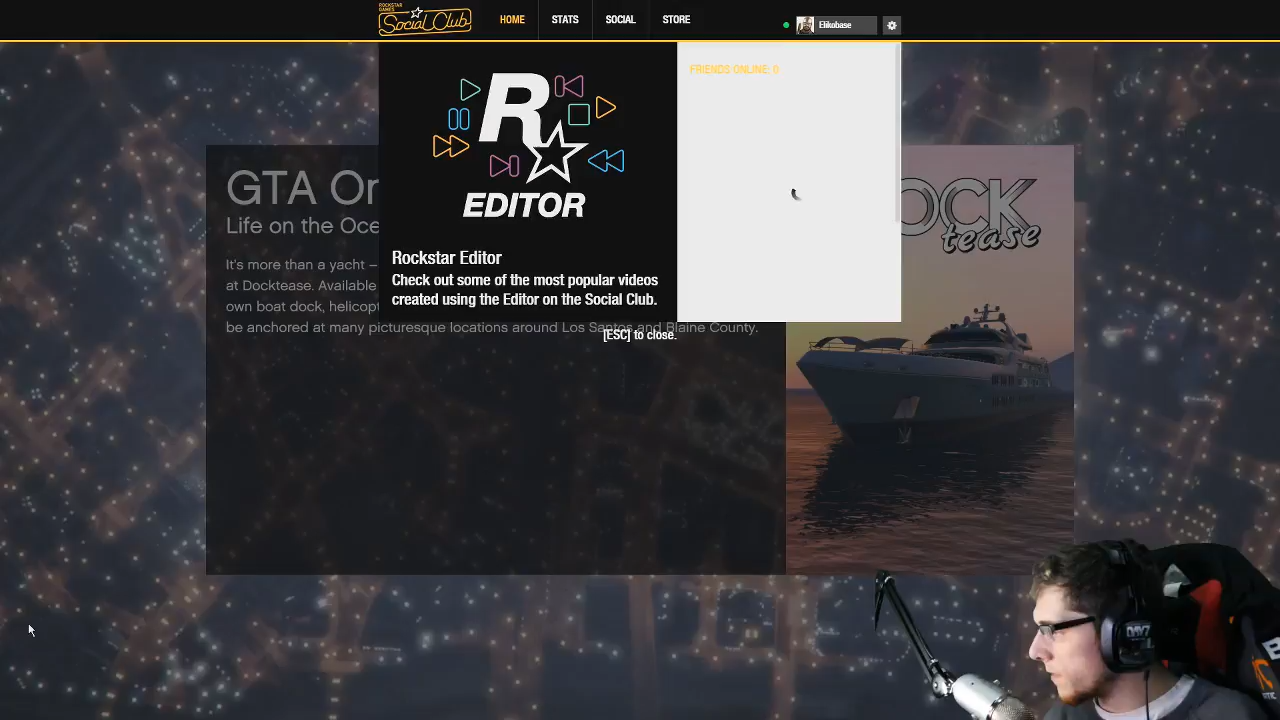 ROCKSTAR
GAMES
Social Club
HOME
STATS
SOCIAL
STORE
Elikobase
FRIENDS ONLINE: 0
R
EDITOR
Rockstar Editor
Check out some of the most popular videos
created using the Editor on the Social Club.
[ESC] to close.
GTA On
Life on the Oce
It's more than a yacht –
at Docktease. Available
own boat dock, helicopt
be anchored at many picturesque locations around Los Santos and Blaine County.
OCK
tease
DAYZ